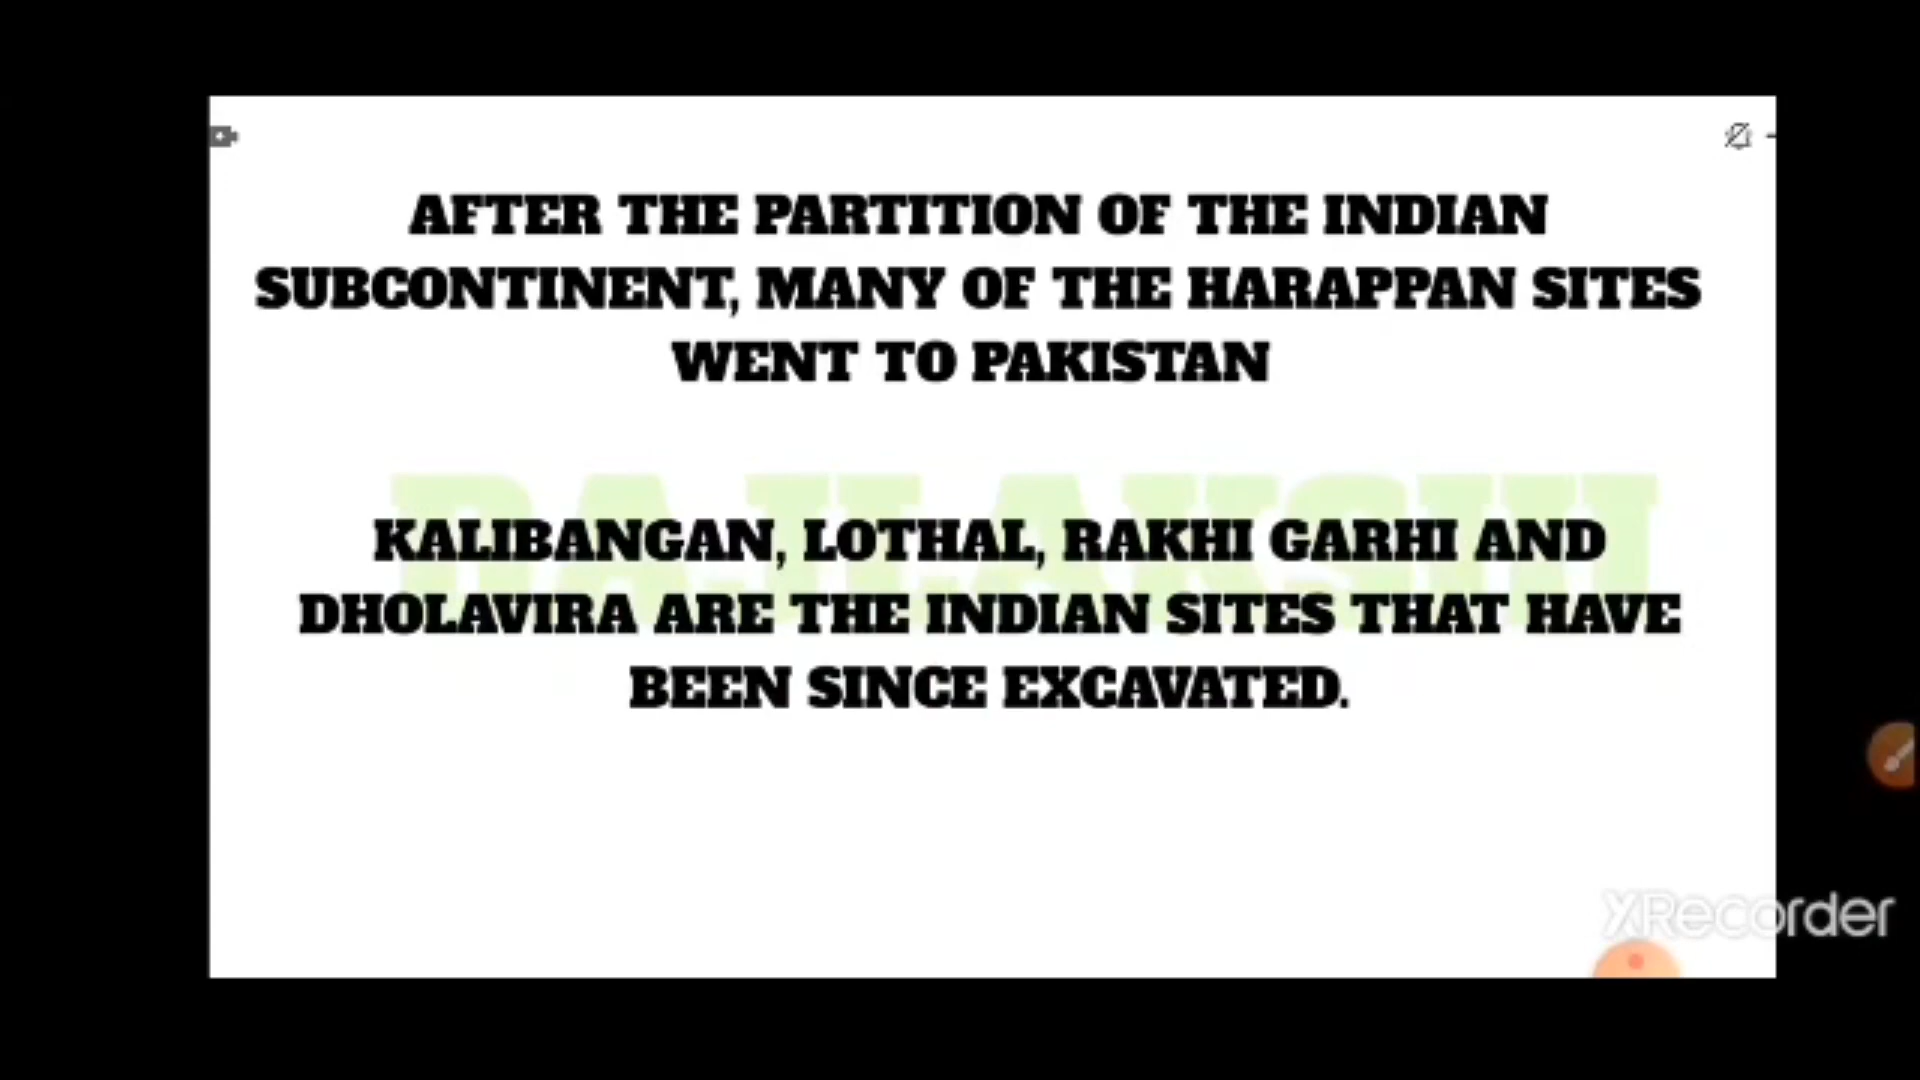 AFTER THE PARTITION OF THE INDIAN
SUBCONTINENT, MANY OF THE HARAPPAN SITES
WENT TO PAKISTAN
KALIBANGAN, LOTHAL, RAKHI GARHI AND
DHOLAVIRA ARE THE INDIAN SITES THAT HAVE
BEEN SINCE EXCAVATED.
XRecorder